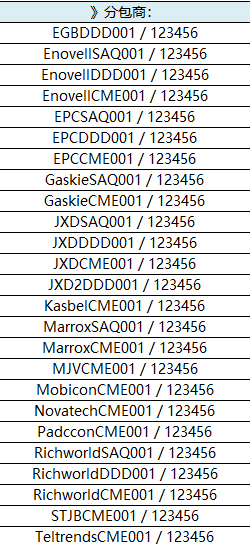 》分包商：
EGBDDD001 / 123456
EnovellSAQ001 / 123456
EnovellDDD001 / 123456
EnovellCME001 / 123456
EPCSAQ001 / 123456
EPCDDD001 / 123456
EPCCME001 / 123456
GaskieSAQ001 / 123456
GaskieCME001 / 123456
JXDSAQ001 / 123456
JXDDDD001 / 123456
JXDCME001 / 123456
JXD2DDD001 / 123456
KasbelCME001 / 123456
MarroxSAQ001 / 123456
MarroxCME001 / 123456
MJVCME001 / 123456
MobiconCME001 / 123456
NovatechCME001 / 123456
PadcconCME001 / 123456
RichworldSAQ001 / 123456
RichworldDDD001 / 123456
RichworldCME001 / 123456
STJBCME001 / 123456
TeltrendsCME001 / 123456